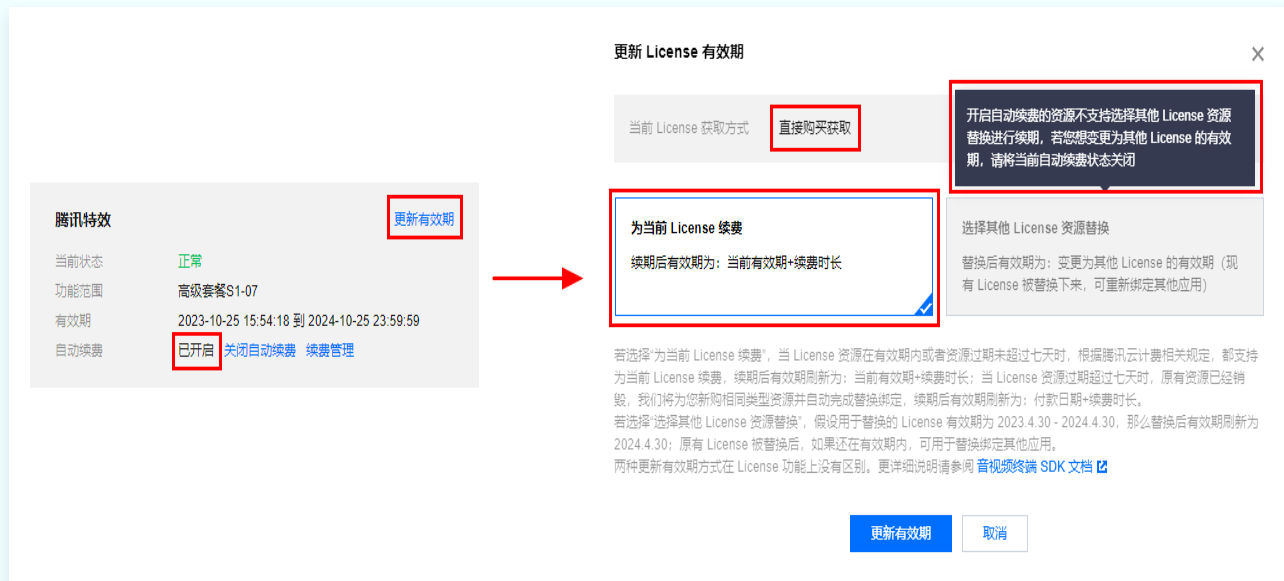 腾讯特效
更新有效期
当前状态
正常
功能范围
高级套餐S1-07
有效期
2023-10-25 15:54:18 到 2024-10-25 23:59:59
自动续费
已开启 关闭自动续费 续费管理
更新 License 有效期
当前 License 获取方式
直接购买获取
开启自动续费的资源不支持选择其他 License 资源
替换进行续期，若您想变更为其他 License 的有效
期，请将当前自动续费状态关闭
为当前 License 续费
续期后有效期为：当前有效期+续费时长
选择其他 License 资源替换
替换后有效期为：变更为其他 License 的有效期（现
有 License 被替换下来，可重新绑定其他应用）
若选择“为当前 License 续费”，当 License 资源在有效期内或者资源过期未超过七天时，根据腾讯云计费相关规定，都支持
为当前 License 续费，续期后有效期刷新为：当前有效期+续费时长；当 License 资源过期超过七天时，原有资源已经销
毁，我们将为您新购相同类型资源并自动完成替换绑定，续期后有效期刷新为：付款日期+续费时长。
若选择“选择其他 License 资源替换”，假设用于替换的 License 有效期为 2023.4.30 - 2024.4.30，那么替换后有效期刷新为
2024.4.30；原有 License 被替换后，如果还在有效期内，可用于替换绑定其他应用。
两种更新有效期方式在 License 功能上没有区别。更详细说明请参阅 音视频终端 SDK 文档
更新有效期
取消